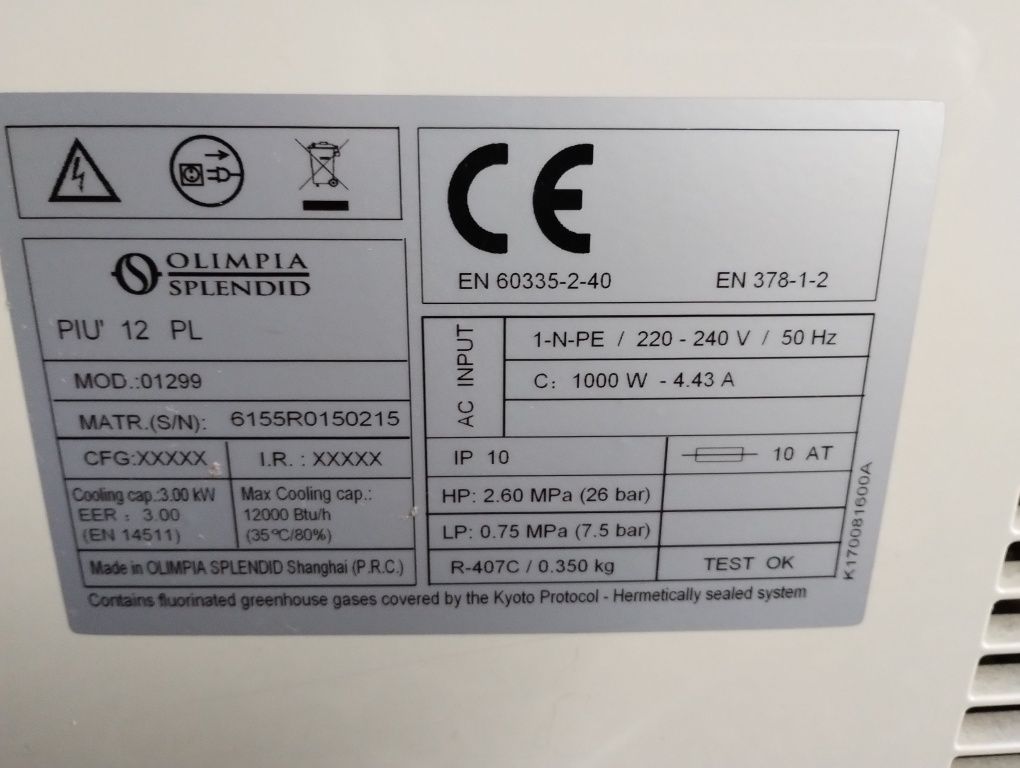 CE
EN 60335-2-40 EN 378-1-2
OLIMPIA
SPLENDID
PIU' 12 PL
MOD.:01299
MATR.(S/N): 6155R0150215
CFG:XXXXX I.R. : XXXXX
Cooling cap.:3.00 kW
EER : 3.00
(EN 14511)
Max Cooling cap.:
12000 Btu/h
(35°C/80%)
Made in OLIMPIA SPLENDID Shanghai (P.R.C.)
AC INPUT
1-N-PE / 220 - 240 V / 50 Hz
C: 1000 W - 4.43 A
IP 10 10 AT
HP: 2.60 MPa (26 bar)
LP: 0.75 MPa (7.5 bar)
R-407C / 0.350 kg TEST OK
K170081600A
Contains fluorinated greenhouse gases covered by the Kyoto Protocol - Hermetically sealed system